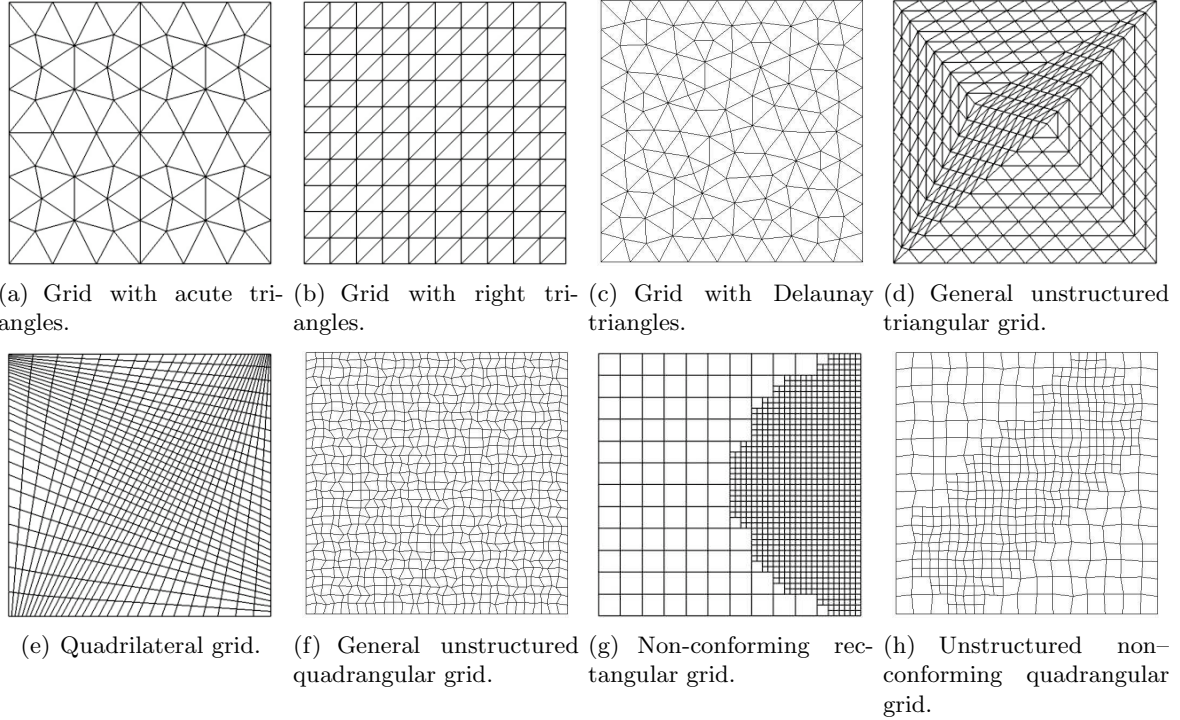 (a) Grid with acute tri-
angles.
(b) Grid with right tri-
angles.
(c) Grid with Delaunay
triangles.
(d) General unstructured
triangular grid.
(e) Quadrilateral grid.
(f) General unstructured
quadrangular grid.
(g) Non-conforming rec-
tangular grid.
(h) Unstructured non–
conforming quadrangular
grid.